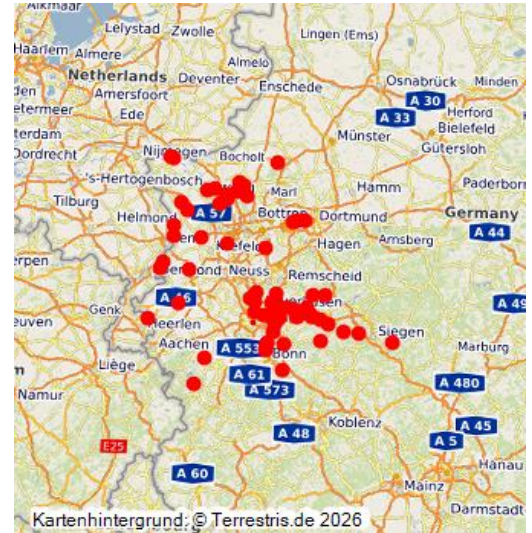 Alkmaar
Lelystad
Zwolle
Lingen (Ems)
Haarlem
Almere
Almelo
Netherlands
Deventer
Osnabrück
Minden
Amersfoort
Enschede
A 30
Ede
A 33
Herford
Bielefeld
Münster
Gütersloh
Dordrecht
Bocholt
's-Hertogenbosch
Marl
Hamm
Paderborn
Tilburg
A 57
Helmond
Dortmund
Germany
A 44
Hagen
Arnsberg
Neuss
Remscheid
Genk
A 46
Heerlen
Siegen
Aachen
A 553
Bonn
Marburg
Liège
A 61
A 573
A 480
Namur
Koblenz
A 48
A 45
E25
A 5
Hanau
A 60
Mainz
Darmstadt
Kartenhintergrund: © Terrestris.de 2026